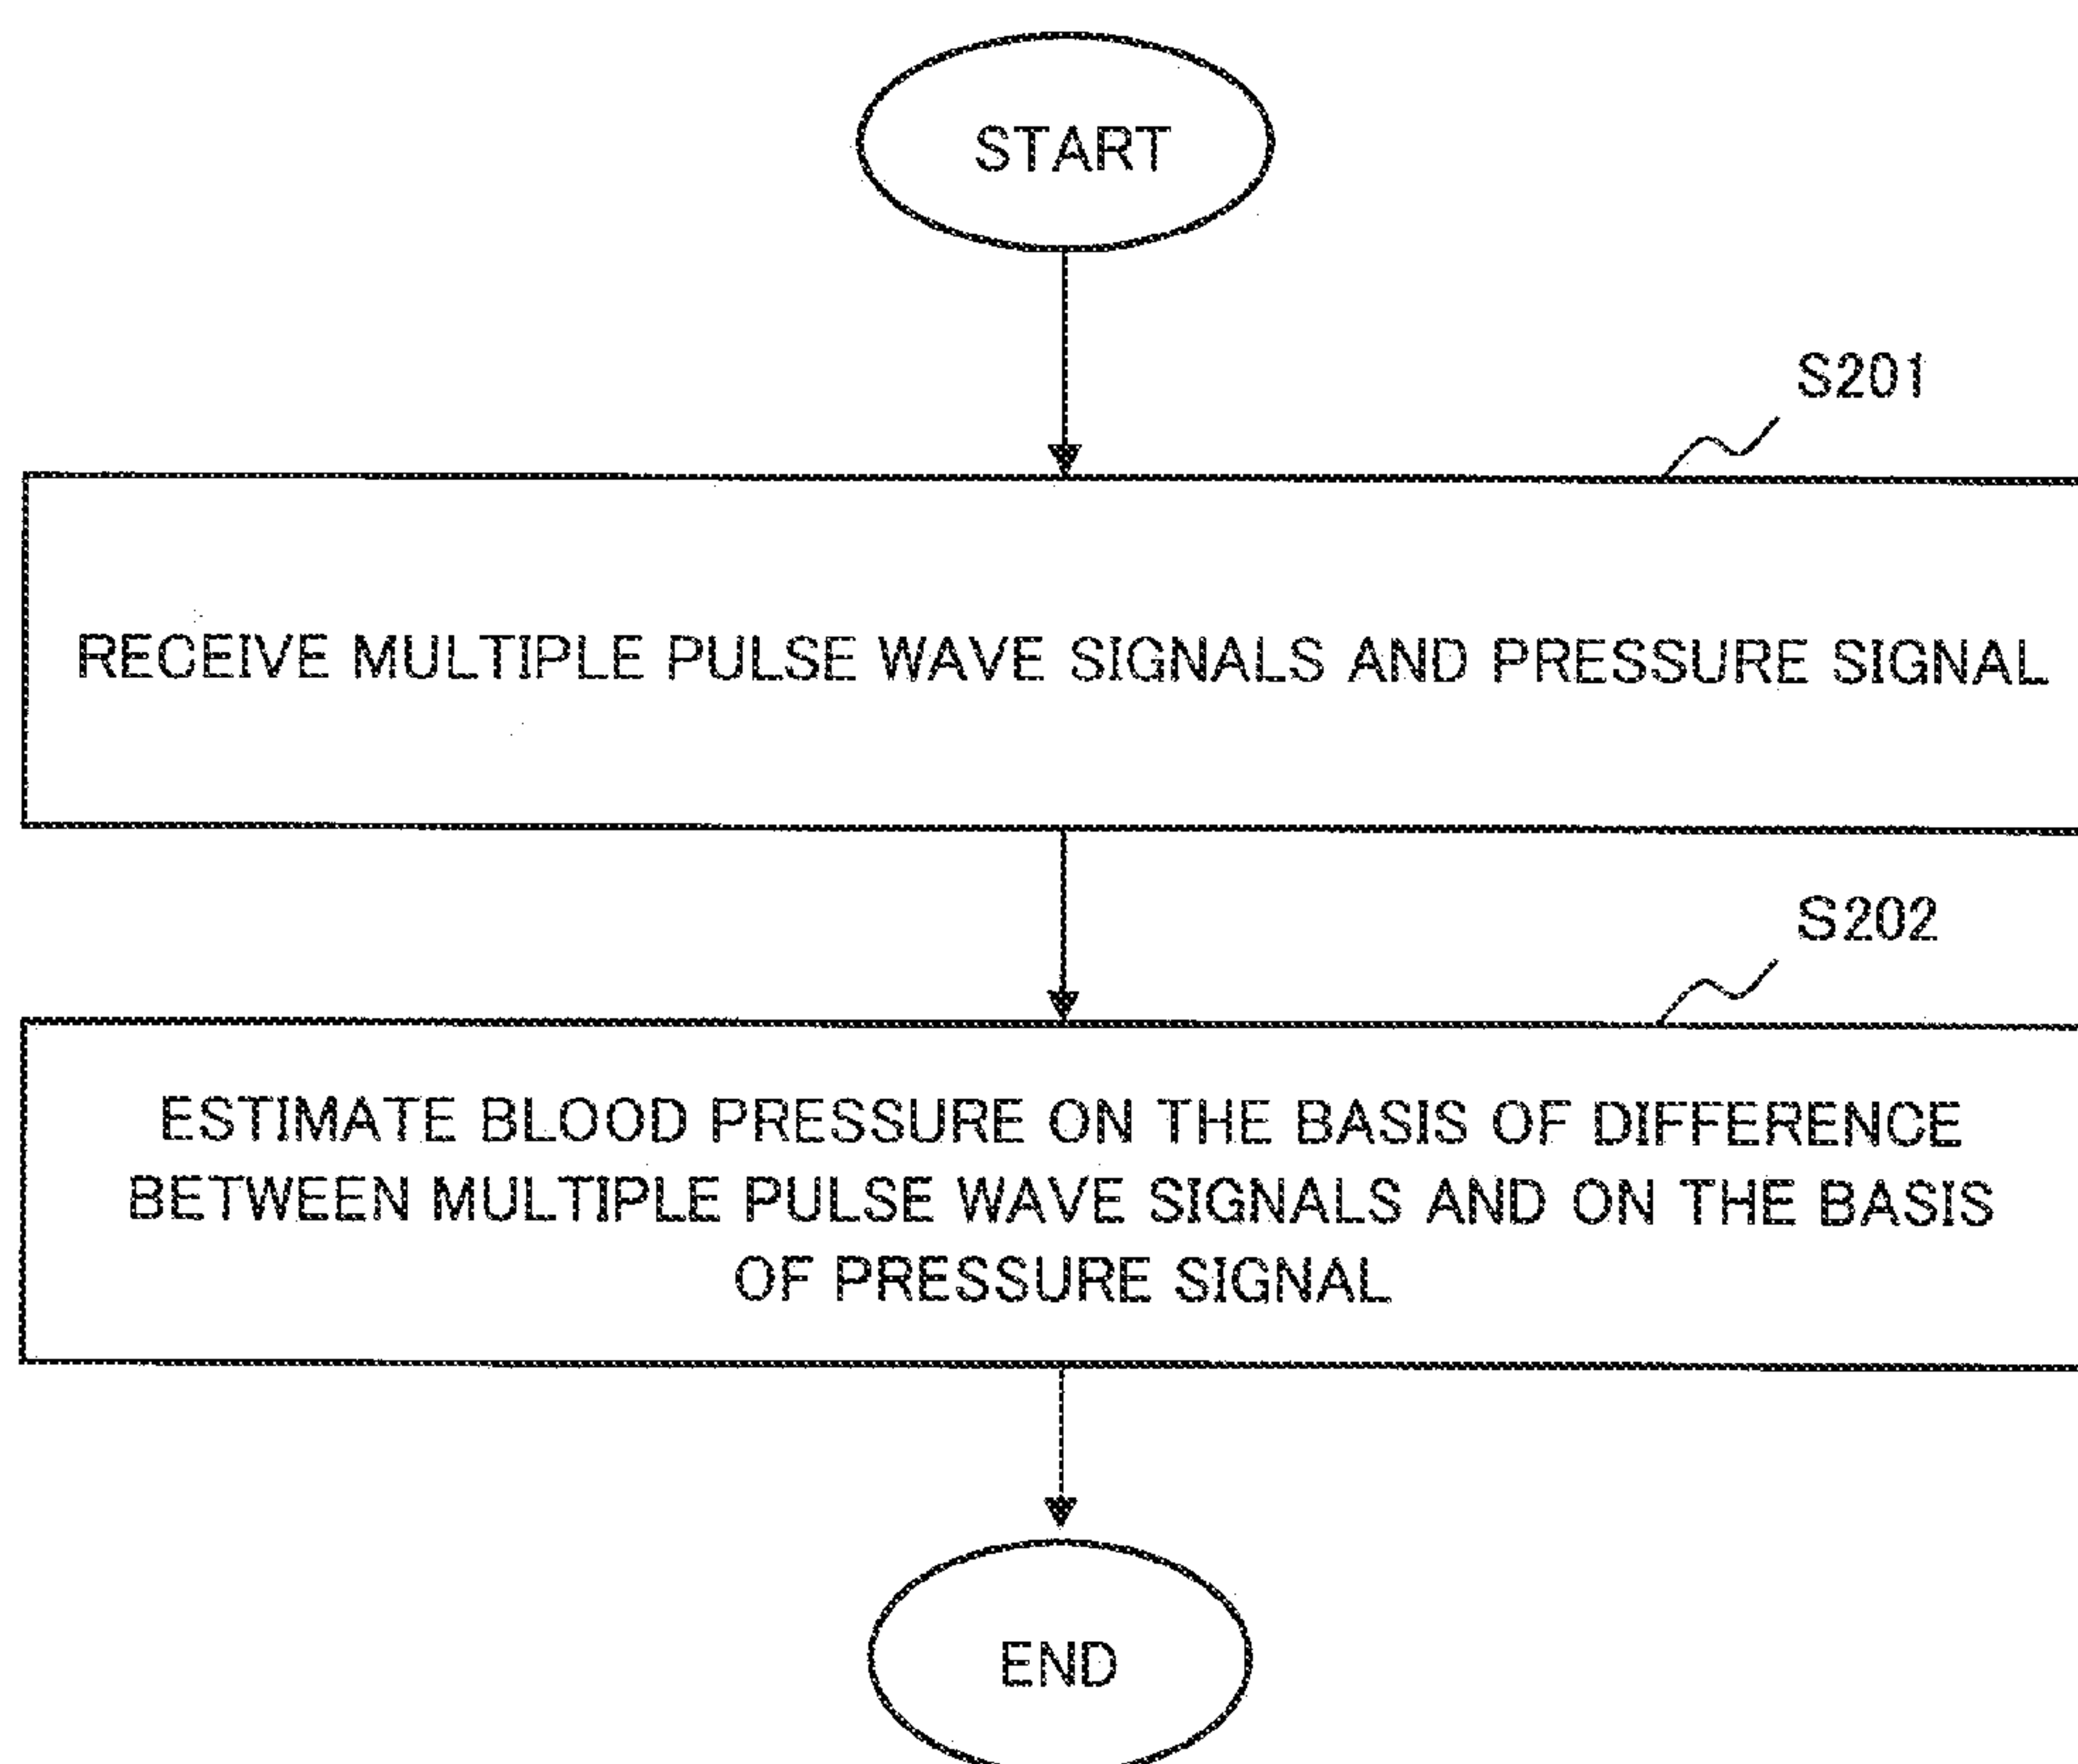 START
S201
RECEIVE MULTIPLE PULSE WAVE SIGNALS AND PRESSURE SIGNAL
S202
ESTIMATE BLOOD PRESSURE ON THE BASIS OF DIFFERENCE
BETWEEN MULTIPLE PULSE WAVE SIGNALS AND ON THE BASIS
OF PRESSURE SIGNAL
END